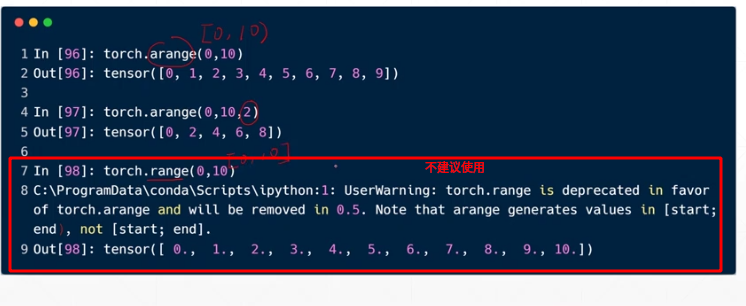 [0,10)
1 In [96]: torch.arange(0,10)
2 Out[96]: tensor([0, 1, 2, 3, 4, 5, 6, 7, 8, 9])
3
4 In [97]: torch.arange(0,10,2)
5 Out[97]: tensor([0, 2, 4, 6, 8])
6
[0,10]
不建议使用
7 In [98]: torch.range(0,10)
8 C:\ProgramData\conda\Scripts\ipython:1: UserWarning: torch.range is deprecated in favor
of torch.arange and will be removed in 0.5. Note that arange generates values in [start;
end), not [start; end].
9 Out[98]: tensor([ 0., 1., 2., 3., 4., 5., 6., 7., 8., 9., 10.])